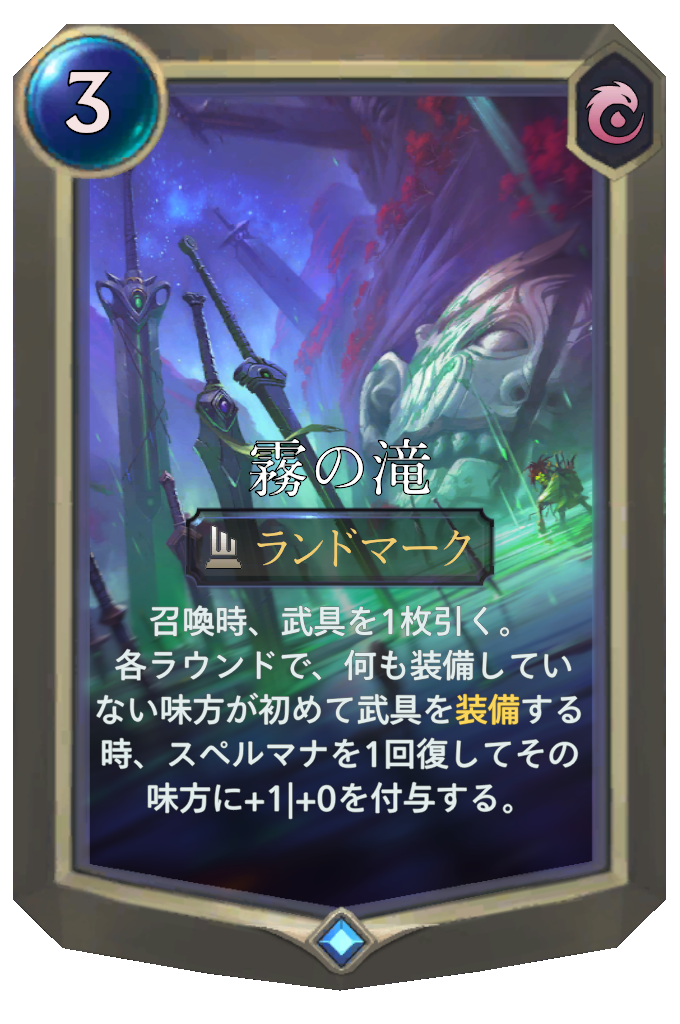 3
霧の滝
ランドマーク
召喚時、武具を1枚引く。
各ラウンドで、何も装備してい
ない味方が初めて武具を装備する
時、スペルマナを1回復してその
味方に+1|+0を付与する。